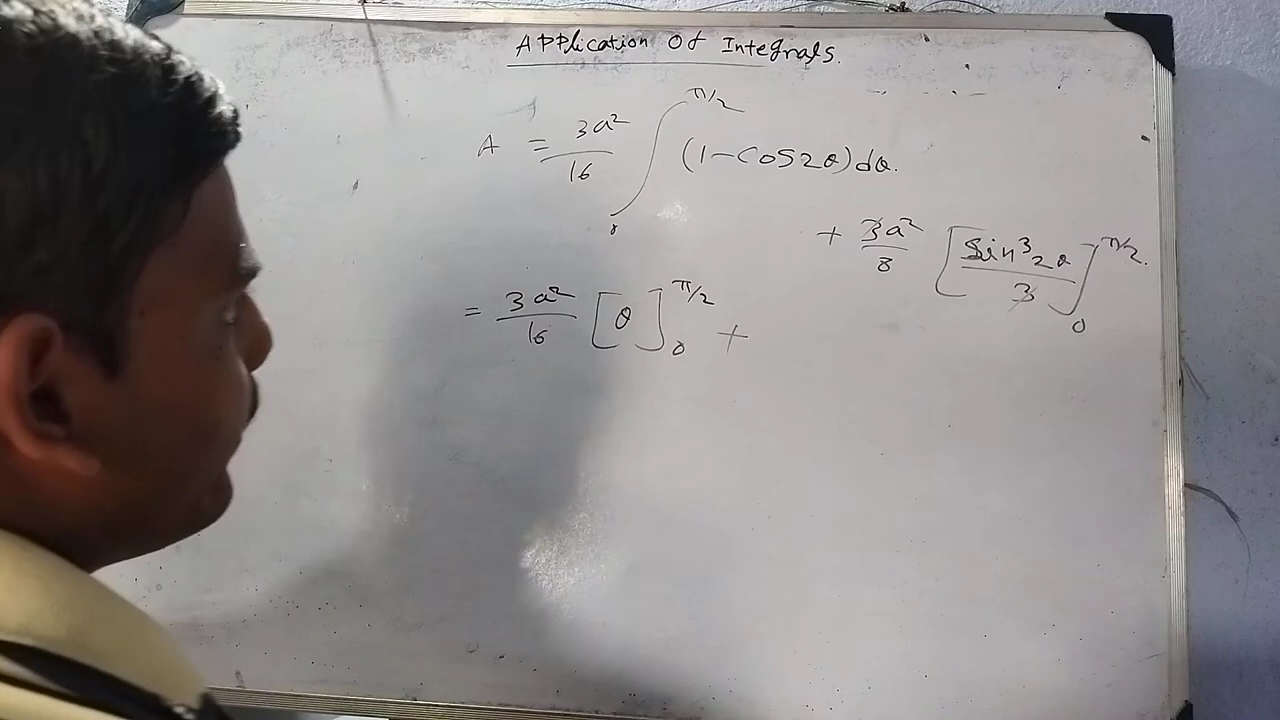 Application Of Integrals.
A = 3a²/16 ∫₀^π/2 (1-cos2θ)dθ.
+ 3a²/8 [sin³2θ/3]₀^π/2.
= 3a²/16 [θ]₀^π/2 +